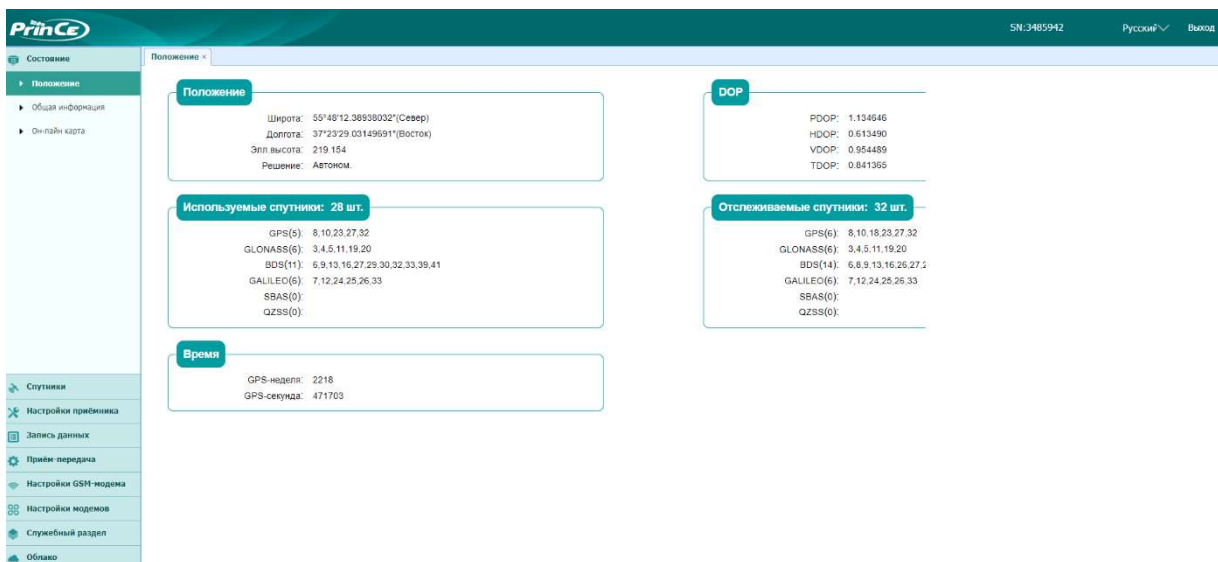 PrinCe
SN:3485942
Русский
Выход
Состояние
Положение
Общая информация
Он-лайн карта
Спутники
Настройки приёмника
Запись данных
Приём-передача
Настройки GSM-модема
Настройки модемов
Служебный раздел
Облако
Положение ×
Положение
Широта: 55°48'12.38938032"(Север)
Долгота: 37°23'29.03149691"(Восток)
Элл.высота: 219.154
Решение: Автоном.
DOP
PDOP: 1.134646
HDOP: 0.613490
VDOP: 0.954489
TDOP: 0.841365
Используемые спутники: 28 шт.
GPS(5): 8,10,23,27,32
GLONASS(6): 3,4,5,11,19,20
BDS(11): 6,9,13,16,27,29,30,32,33,39,41
GALILEO(6): 7,12,24,25,26,33
SBAS(0):
QZSS(0):
Отслеживаемые спутники: 32 шт.
GPS(6): 8,10,18,23,27,32
GLONASS(6): 3,4,5,11,19,20
BDS(14): 6,8,9,13,16,26,27,
GALILEO(6): 7,12,24,25,26,33
SBAS(0):
QZSS(0):
Время
GPS-неделя: 2218
GPS-секунда: 471703